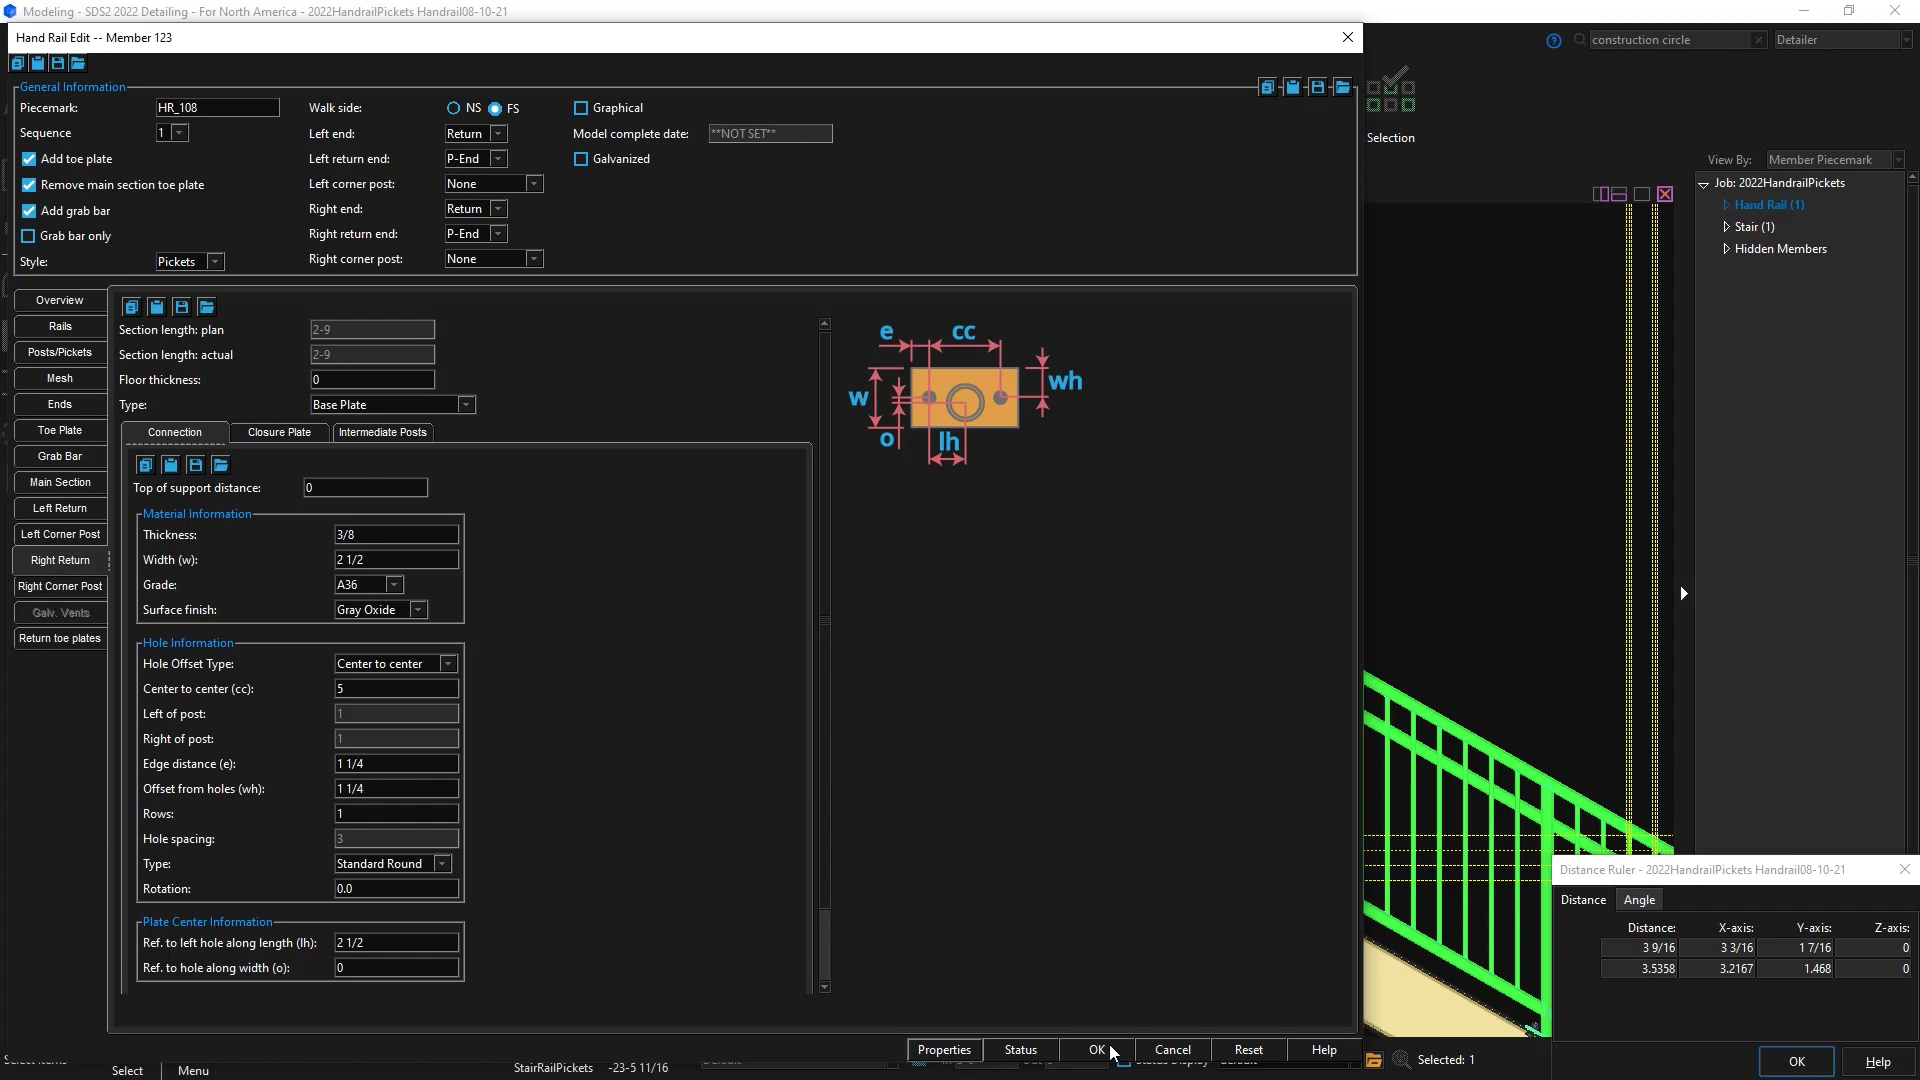 Modeling - SDS2 2022 Detailing - For North America - 2022HandrailPickets Handrail08-10-21
Hand Rail Edit -- Member 123
construction circle
Detailer
General Information
Piecemark: HR_108
Walk side: NS FS
Graphical
Sequence 1
Left end: Return
Model complete date: **NOT SET**
Add toe plate
Left return end: P-End
Galvanized
Remove main section toe plate
Left corner post: None
Add grab bar
Right end: Return
Grab bar only
Right return end: P-End
Style: Pickets
Right corner post: None
Selection
View By: Member Piecemark
Job: 2022HandrailPickets
Hand Rail (1)
Stair (1)
Hidden Members
Overview
Rails
Posts/Pickets
Mesh
Ends
Toe Plate
Grab Bar
Main Section
Left Return
Left Corner Post
Right Return
Right Corner Post
Galv. Vents
Return toe plates
Section length: plan 2-9
Section length: actual 2-9
Floor thickness: 0
Type: Base Plate
Connection Closure Plate Intermediate Posts
Top of support distance: 0
Material Information
Thickness: 3/8
Width (w): 2 1/2
Grade: A36
Surface finish: Gray Oxide
Hole Information
Hole Offset Type: Center to center
Center to center (cc): 5
Left of post: 1
Right of post: 1
Edge distance (e): 1 1/4
Offset from holes (wh): 1 1/4
Rows: 1
Hole spacing: 3
Type: Standard Round
Rotation: 0.0
Plate Center Information
Ref. to left hole along length (lh): 2 1/2
Ref. to hole along width (o): 0
e cc
wh
w
o lh
Distance Ruler - 2022HandrailPickets Handrail08-10-21
Distance Angle
Distance: X-axis: Y-axis: Z-axis:
3 9/16 3 3/16 1 7/16 0
3.5358 3.2167 1.468 0
OK Help
Properties Status OK Cancel Reset Help
Selected: 1
Select Menu StairRailPickets -23-5 11/16